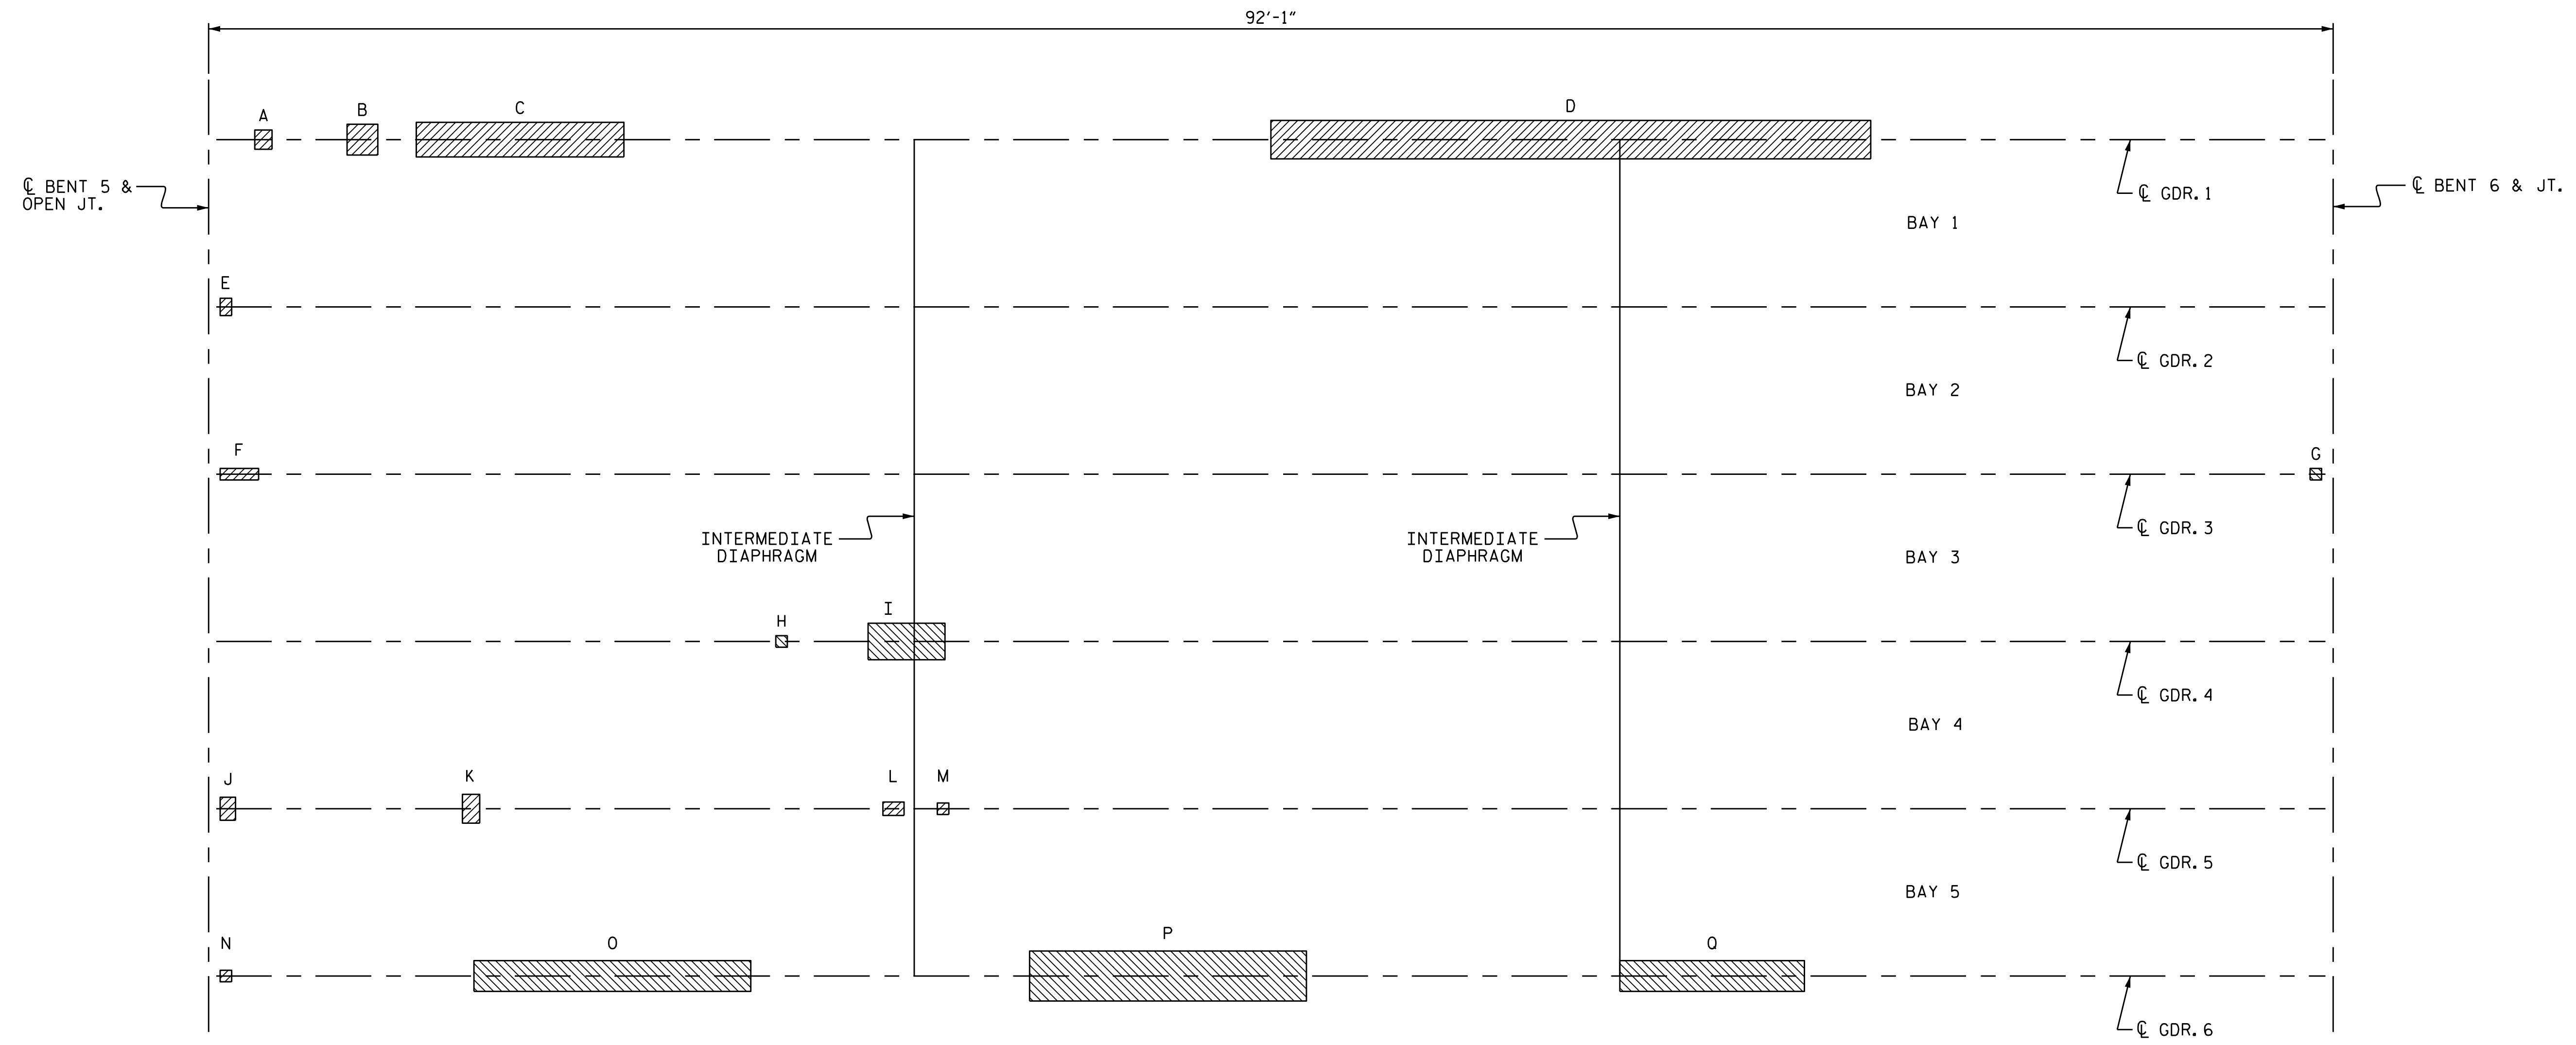 92'-1"
A
B
C
D
℄ BENT 5 &
OPEN JT.
℄ BENT 6 & JT.
℄ GDR. 1
BAY 1
E
℄ GDR. 2
BAY 2
F
G
℄ GDR. 3
INTERMEDIATE
DIAPHRAGM
INTERMEDIATE
DIAPHRAGM
BAY 3
H
I
℄ GDR. 4
BAY 4
J
K
L
M
℄ GDR. 5
BAY 5
N
O
P
Q
℄ GDR. 6